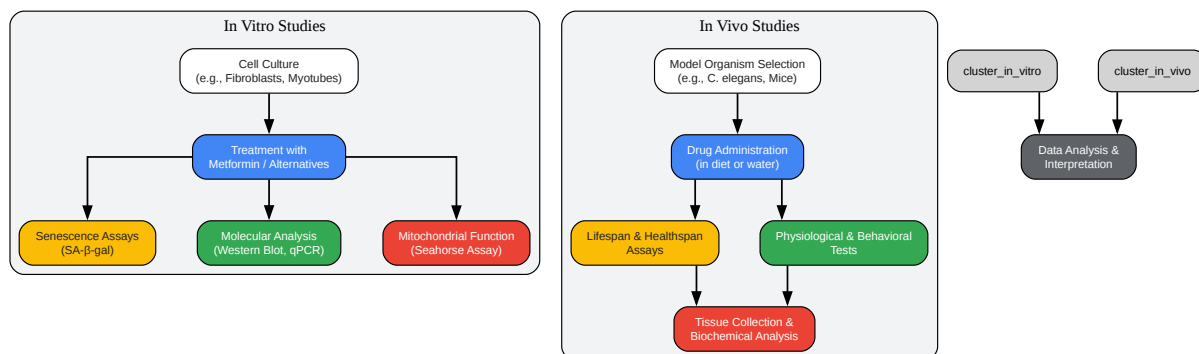 In Vitro Studies
Cell Culture
(e.g., Fibroblasts, Myotubes)
Treatment with
Metformin / Alternatives
Senescence Assays
(SA-β-gal)
Molecular Analysis
(Western Blot, qPCR)
Mitochondrial Function
(Seahorse Assay)
In Vivo Studies
Model Organism Selection
(e.g., C. elegans, Mice)
Drug Administration
(in diet or water)
Lifespan & Healthspan
Assays
Physiological & Behavioral
Tests
Tissue Collection &
Biochemical Analysis
cluster_in_vitro
cluster_in_vivo
Data Analysis &
Interpretation